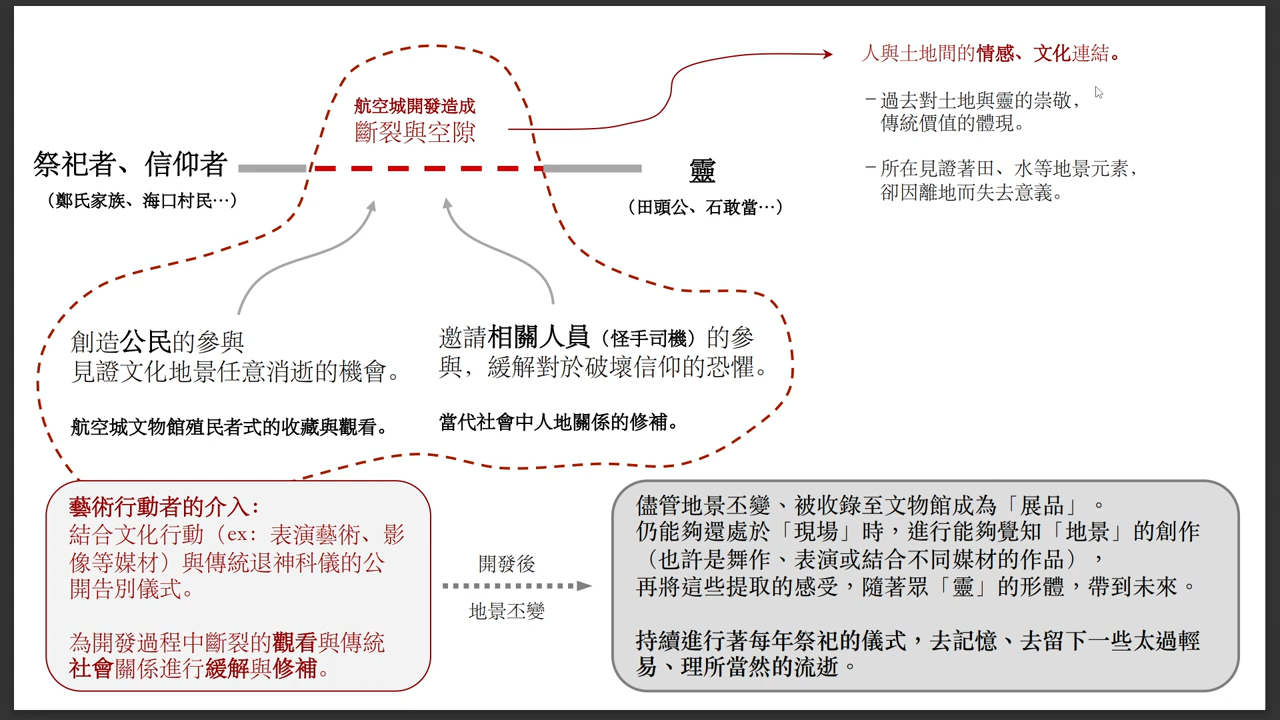 人與土地間的情感、文化連結。
航空城開發造成
斷裂與空隙
－過去對土地與靈的崇敬，
傳統價值的體現。
祭祀者、信仰者
（鄭氏家族、海口村民…）
靈
（田頭公、石敢當…）
－所在見證著田、水等地景元素，
卻因離地而失去意義。
創造公民的參與
見證文化地景任意消逝的機會。
航空城文物館殖民者式的收藏與觀看。
邀請相關人員（怪手司機）的參
與，緩解對於破壞信仰的恐懼。
當代社會中人地關係的修補。
藝術行動者的介入：
結合文化行動（ex: 表演藝術、影
像等媒材）與傳統退神科儀的公
開告別儀式。
為開發過程中斷裂的觀看與傳統
社會關係進行緩解與修補。
開發後
地景丕變
儘管地景丕變、被收錄至文物館成為「展品」。
仍能夠還處於「現場」時，進行能夠覺知「地景」的創作
（也許是舞作、表演或結合不同媒材的作品），
再將這些提取的感受，隨著眾「靈」的形體，帶到未來。
持續進行著每年祭祀的儀式，去記憶、去留下一些太過輕
易、理所當然的流逝。